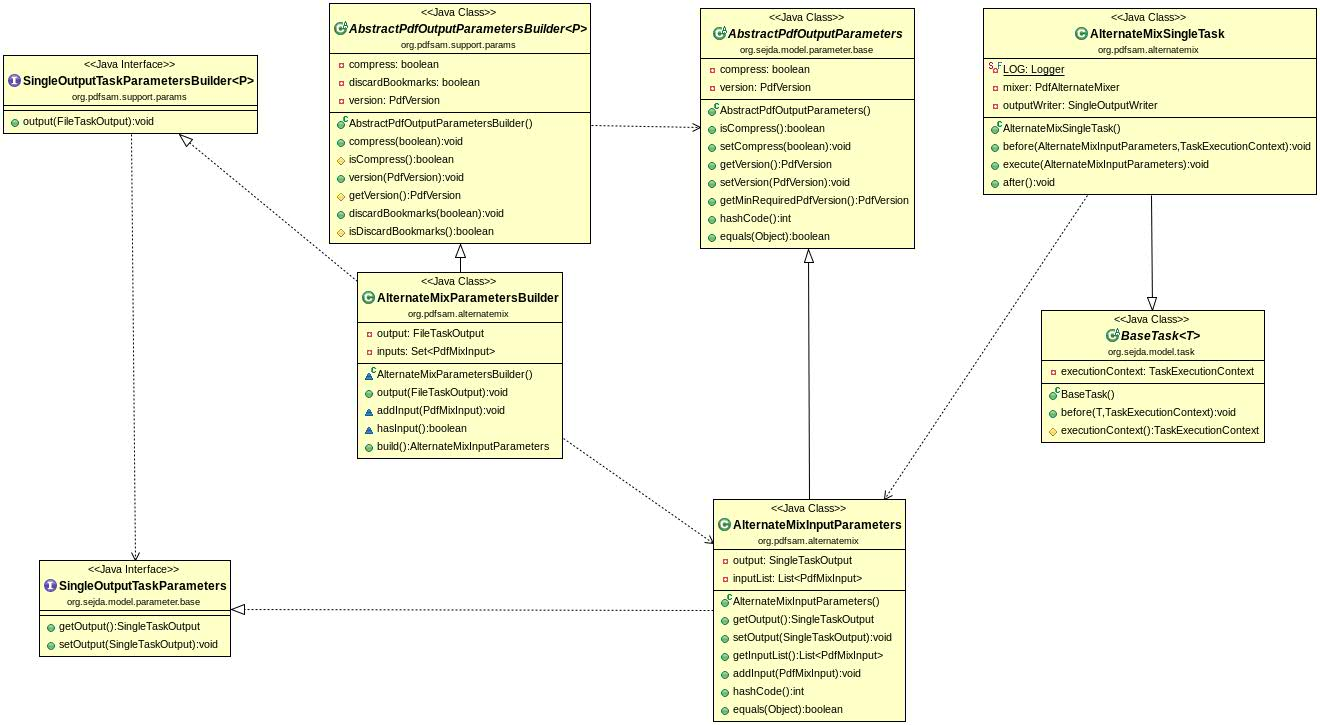 <<Java Interface>>
SingleOutputTaskParametersBuilder<P>
org.pdfsam.support.params
output(FileTaskOutput):void
<<Java Class>>
AbstractPdfOutputParametersBuilder<P>
org.pdfsam.support.params
compress: boolean
discardBookmarks: boolean
version: PdfVersion
AbstractPdfOutputParametersBuilder()
compress(boolean):void
isCompress():boolean
version(PdfVersion):void
getVersion():PdfVersion
discardBookmarks(boolean):void
isDiscardBookmarks():boolean
<<Java Class>>
AbstractPdfOutputParameters
org.sejda.model.parameter.base
compress: boolean
version: PdfVersion
AbstractPdfOutputParameters()
isCompress():boolean
setCompress(boolean):void
getVersion():PdfVersion
setVersion(PdfVersion):void
getMinRequiredPdfVersion():PdfVersion
hashCode():int
equals(Object):boolean
<<Java Class>>
AlternateMixSingleTask
org.pdfsam.alternatemix
LOG: Logger
mixer: PdfAlternateMixer
outputWriter: SingleOutputWriter
AlternateMixSingleTask()
before(AlternateMixInputParameters,TaskExecutionContext):void
execute(AlternateMixInputParameters):void
after():void
<<Java Class>>
AlternateMixParametersBuilder
org.pdfsam.alternatemix
output: FileTaskOutput
inputs: Set<PdfMixInput>
AlternateMixParametersBuilder()
output(FileTaskOutput):void
addInput(PdfMixInput):void
hasInput():boolean
build():AlternateMixInputParameters
<<Java Class>>
BaseTask<T>
org.sejda.model.task
executionContext: TaskExecutionContext
BaseTask()
before(T,TaskExecutionContext):void
executionContext():TaskExecutionContext
<<Java Interface>>
SingleOutputTaskParameters
org.sejda.model.parameter.base
getOutput():SingleTaskOutput
setOutput(SingleTaskOutput):void
<<Java Class>>
AlternateMixInputParameters
org.pdfsam.alternatemix
output: SingleTaskOutput
inputList: List<PdfMixInput>
AlternateMixInputParameters()
getOutput():SingleTaskOutput
setOutput(SingleTaskOutput):void
getInputList():List<PdfMixInput>
addInput(PdfMixInput):void
hashCode():int
equals(Object):boolean